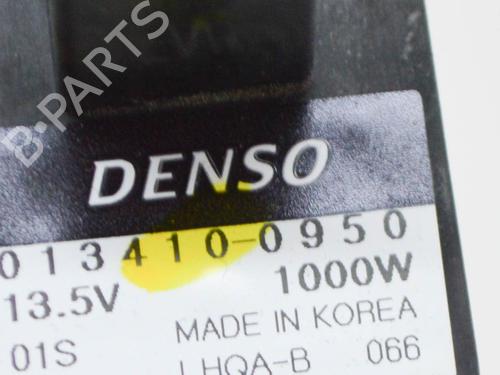 B-PARTS
DENSO
013410-0950
13.5V 1000W
MADE IN KOREA
01S
LHQA-B 066